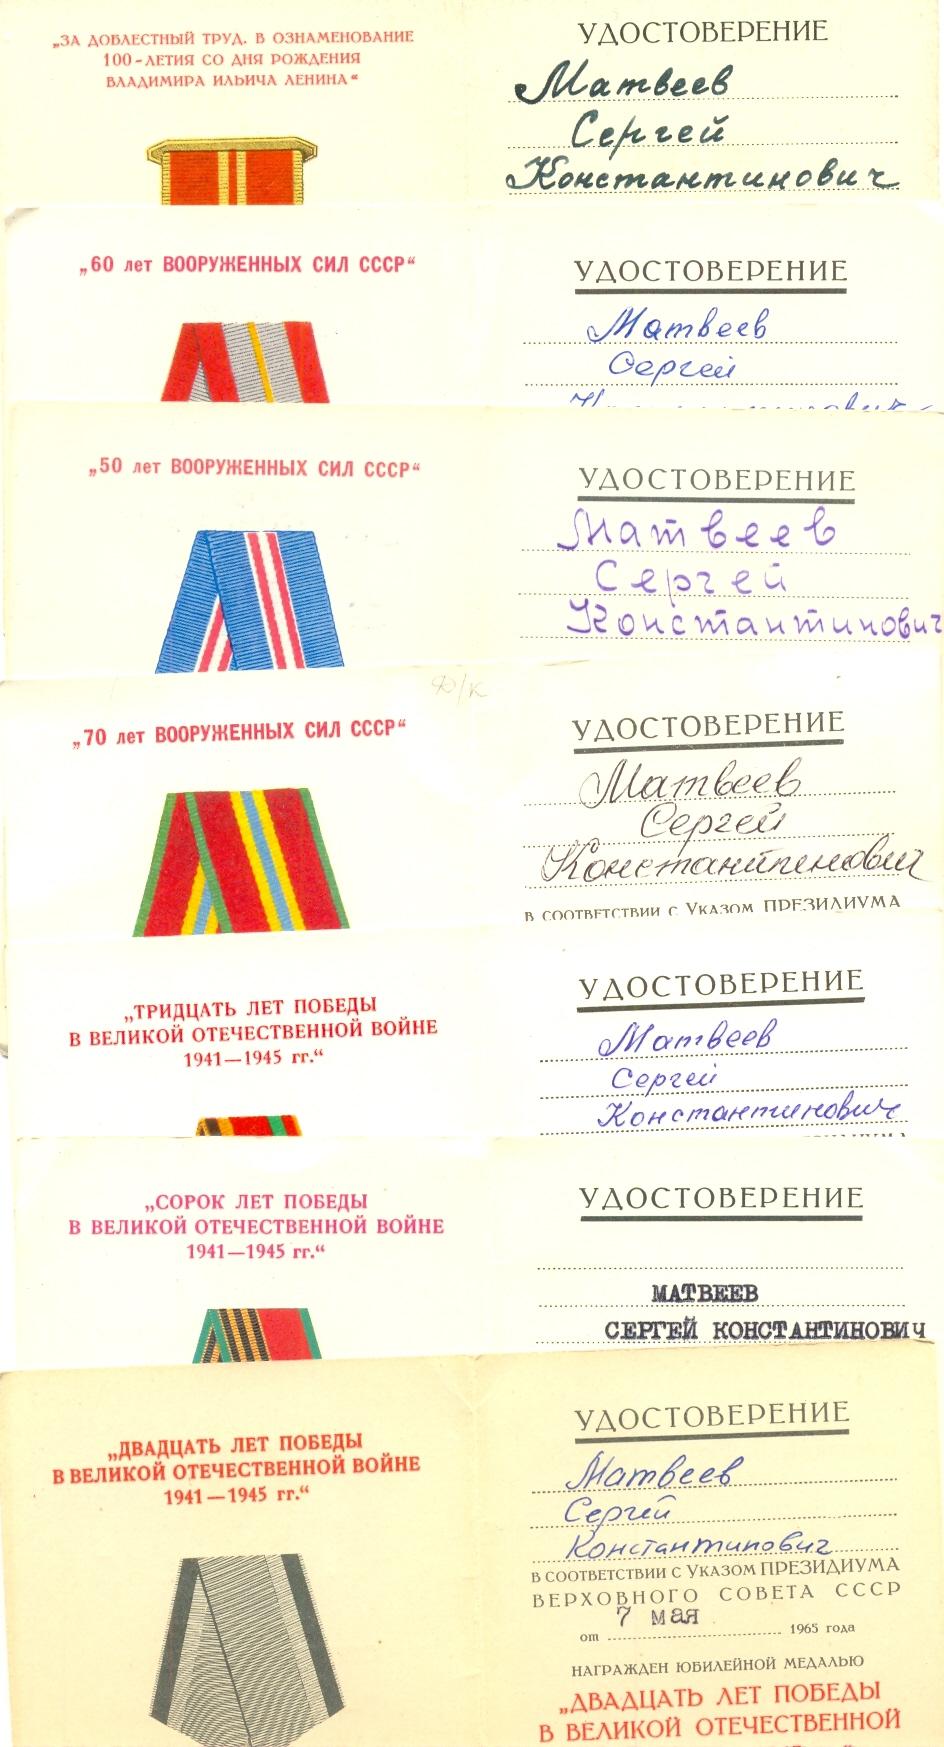 „ЗА ДОБЛЕСТНЫЙ ТРУД. В ОЗНАМЕНОВАНИЕ
100-ЛЕТИЯ СО ДНЯ РОЖДЕНИЯ
ВЛАДИМИРА ИЛЬИЧА ЛЕНИНА“
УДОСТОВЕРЕНИЕ
Матвеев
Сергей
Константинович
„60 лет ВООРУЖЕННЫХ СИЛ СССР“
УДОСТОВЕРЕНИЕ
Матвеев
Сергей
„50 лет ВООРУЖЕННЫХ СИЛ СССР“
УДОСТОВЕРЕНИЕ
Матвеев
Сергей
Константинович
ф/к
„70 лет ВООРУЖЕННЫХ СИЛ СССР“
УДОСТОВЕРЕНИЕ
Матвеев
Сергей
Константинович
В СООТВЕТСТВИИ С УКАЗОМ ПРЕЗИДИУМА
„ТРИДЦАТЬ ЛЕТ ПОБЕДЫ
В ВЕЛИКОЙ ОТЕЧЕСТВЕННОЙ ВОЙНЕ
1941—1945 гг.“
УДОСТОВЕРЕНИЕ
Матвеев
Сергей
Константинович
„СОРОК ЛЕТ ПОБЕДЫ
В ВЕЛИКОЙ ОТЕЧЕСТВЕННОЙ ВОЙНЕ
1941—1945 гг.“
УДОСТОВЕРЕНИЕ
МАТВЕЕВ
СЕРГЕЙ КОНСТАНТИНОВИЧ
„ДВАДЦАТЬ ЛЕТ ПОБЕДЫ
В ВЕЛИКОЙ ОТЕЧЕСТВЕННОЙ ВОЙНЕ
1941—1945 гг.“
УДОСТОВЕРЕНИЕ
Матвеев
Сергей
Константинович
В СООТВЕТСТВИИ С УКАЗОМ ПРЕЗИДИУМА
ВЕРХОВНОГО СОВЕТА СССР
от 7 мая 1965 года
НАГРАЖДЕН ЮБИЛЕЙНОЙ МЕДАЛЬЮ
„ДВАДЦАТЬ ЛЕТ ПОБЕДЫ
В ВЕЛИКОЙ ОТЕЧЕСТВЕННОЙ